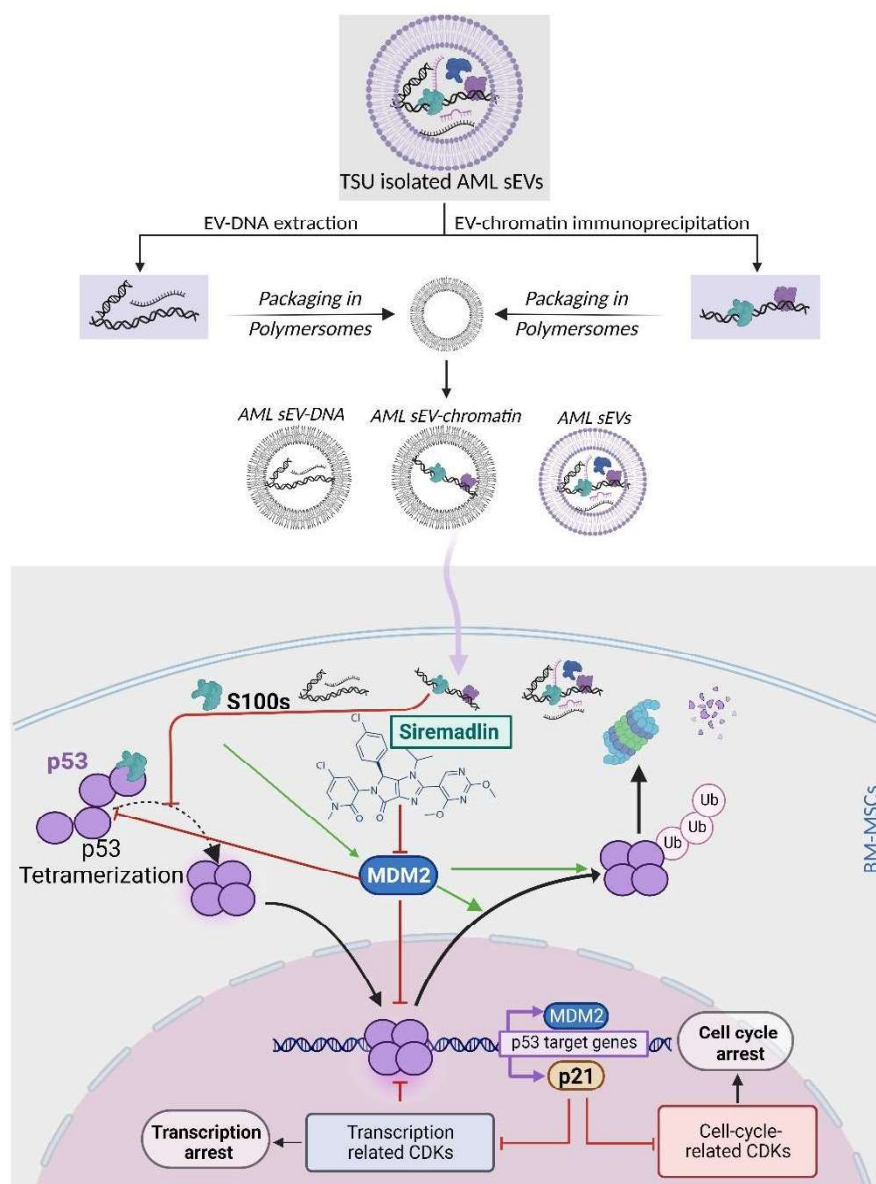 TSU isolated AML sEVs
EV-DNA extraction
EV-chromatin immunoprecipitation
Packaging in
Polymersomes
Packaging in
Polymersomes
AML sEV-DNA
AML sEV-chromatin
AML sEVs
S100s
Siremadlin
p53
Cl
Cl
N
N
N
N
N
N
O
O
O
O
p53
Tetramerization
MDM2
Ub
Ub
Ub
BM-MSCs
MDM2
p53 target genes
p21
Cell cycle
arrest
Transcription
arrest
Transcription
related CDKs
Cell-cycle-
related CDKs